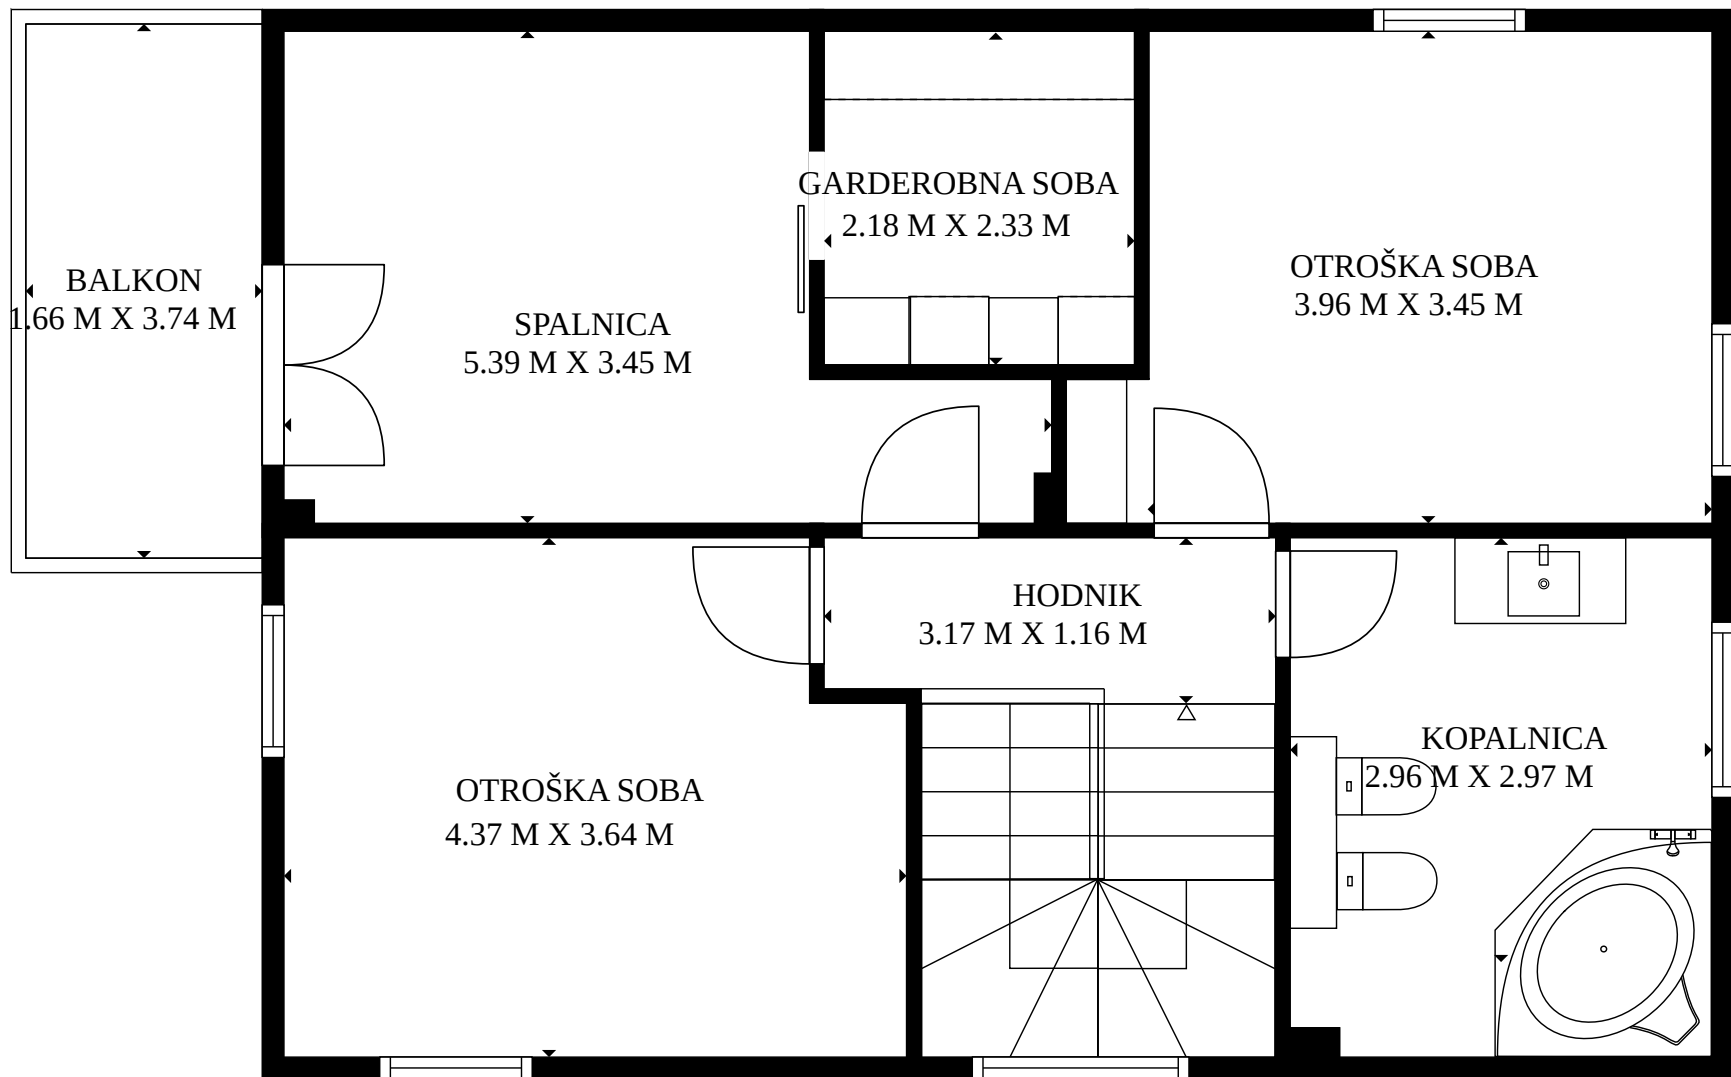 GARDEROBNA SOBA
2.18 M X 2.33 M
OTROŠKA SOBA
3.96 M X 3.45 M
BALKON
1.66 M X 3.74 M
SPALNICA
5.39 M X 3.45 M
HODNIK
3.17 M X 1.16 M
KOPALNICA
2.96 M X 2.97 M
OTROŠKA SOBA
4.37 M X 3.64 M